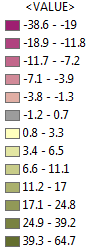 <VALUE>
-38.6 - -19
-18.9 - -11.8
-11.7 - -7.2
-7.1 - -3.9
-3.8 - -1.3
-1.2 - 0.7
0.8 - 3.3
3.4 - 6.5
6.6 - 11.1
11.2 - 17
17.1 - 24.8
24.9 - 39.2
39.3 - 64.7